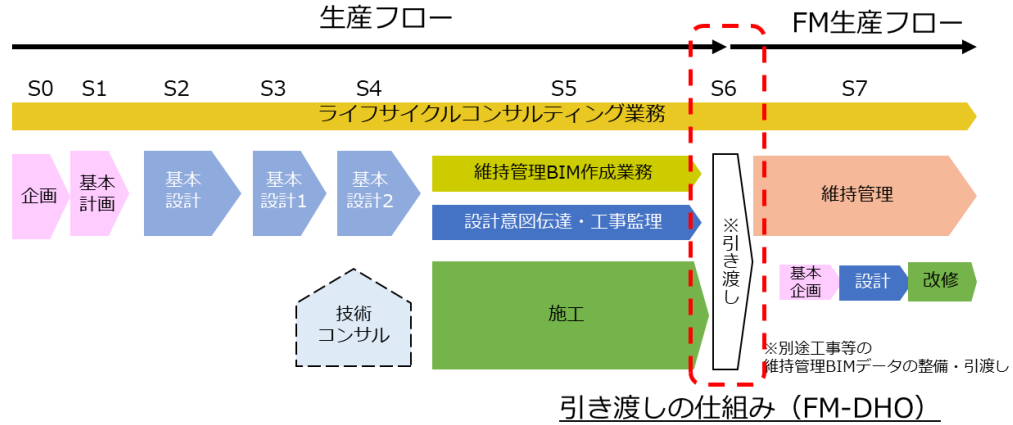 生産フロー
FM生産フロー
S0
S1
S2
S3
S4
S5
S6
S7
ライフサイクルコンサルティング業務
企画
基本
計画
基本
設計
基本
設計1
基本
設計2
維持管理BIM作成業務
設計意図伝達・工事監理
※引き渡し
維持管理
技術
コンサル
施工
基本
企画
設計
改修
※別途工事等の
維持管理BIMデータの整備・引渡し
引き渡しの仕組み（FM-DHO）